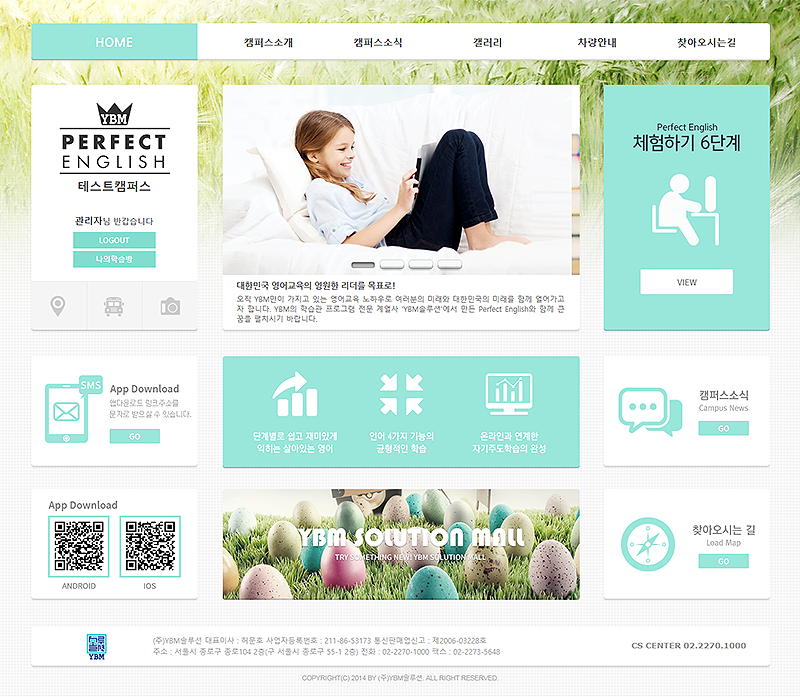 HOME
캠퍼스소개
캠퍼스소식
갤러리
차량안내
찾아오시는길
YBM
PERFECT
ENGLISH
테스트캠퍼스
관리자님 반갑습니다
LOGOUT
나의학습방
대한민국 영어교육의 영원한 리더를 목표로!
오직 YBM만이 가지고 있는 영어교육 노하우로 여러분의 미래와 대한민국의 미래를 함께 열어가고
자 합니다. YBM의 학습관 프로그램 전문 계열사 'YBM솔루션'에서 만든 Perfect English와 함께 큰
꿈을 펼치시기 바랍니다.
Perfect English
체험하기 6단계
VIEW
SMS
App Download
앱다운로드 링크주소를
문자로 받으실 수 있습니다.
GO
단계별로 쉽고 재미있게
익히는 살아있는 영어
언어 4가지 기능의
균형적인 학습
온라인과 연계한
자기주도학습의 완성
캠퍼스소식
Campus News
GO
App Download
ANDROID
IOS
YBM SOLUTION MALL
TRY SOMETHING NEW! YBM SOLUTION MALL
찾아오시는 길
Load Map
GO
YBM
(주)YBM솔루션 대표이사 : 허문호 사업자등록번호 : 211-86-53173 통신판매업신고 : 제2006-03228호
주소 : 서울시 종로구 종로104 2층(구 서울시 종로구 55-1 2층) 전화 : 02-2270-1000 팩스 : 02-2273-5648
CS CENTER 02.2270.1000
COPYRIGHT(C) 2014 BY (주)YBM솔루션. ALL RIGHT RESERVED.